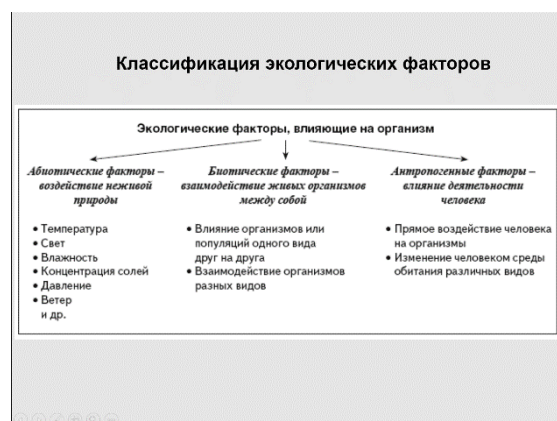 Классификация экологических факторов
Экологические факторы, влияющие на организм
Абиотические факторы –
воздействие неживой
природы
• Температура
• Свет
• Влажность
• Концентрация солей
• Давление
• Ветер
и др.
Биотические факторы –
взаимодействие живых организмов
между собой
• Влияние организмов или
популяций одного вида
друг на друга
• Взаимодействие организмов
разных видов
Антропогенные факторы –
влияние деятельности
человека
• Прямое воздействие человека
на организмы
• Изменение человеком среды
обитания различных видов